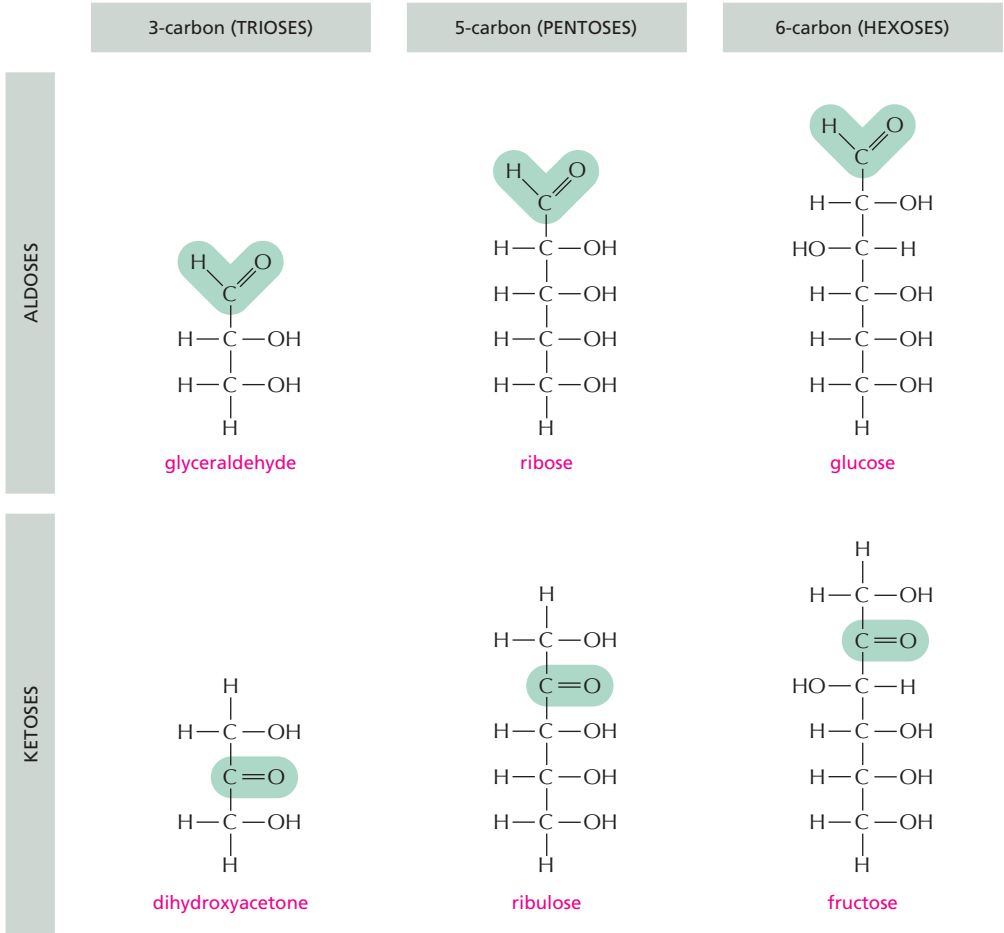 3-carbon (TRIOSES)
5-carbon (PENTOSES)
6-carbon (HEXOSES)
ALDOSES
H O
C
H—C—OH
H—C—OH
H
glyceraldehyde
H O
C
H—C—OH
H—C—OH
H—C—OH
H—C—OH
H
ribose
H O
C
H—C—OH
HO—C—H
H—C—OH
H—C—OH
H—C—OH
H
glucose
KETOSES
H
H—C—OH
C=O
H—C—OH
H
dihydroxyacetone
H
H—C—OH
C=O
H—C—OH
H—C—OH
H—C—OH
H
ribulose
H
H—C—OH
C=O
HO—C—H
H—C—OH
H—C—OH
H—C—OH
H
fructose